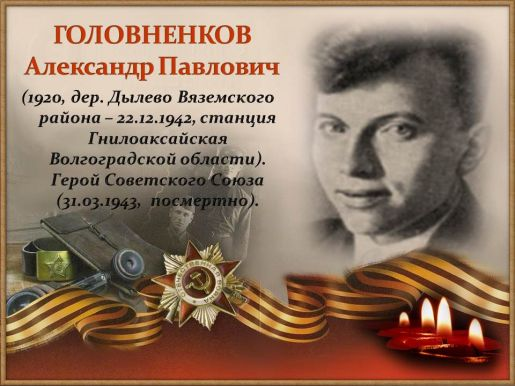 ГОЛОВНЕНКОВ
Александр Павлович
(1920, дер. Дылево Вяземского
района – 22.12.1942, станция
Гнилоаксайская
Волгоградской области).
Герой Советского Союза
(31.03.1943, посмертно).